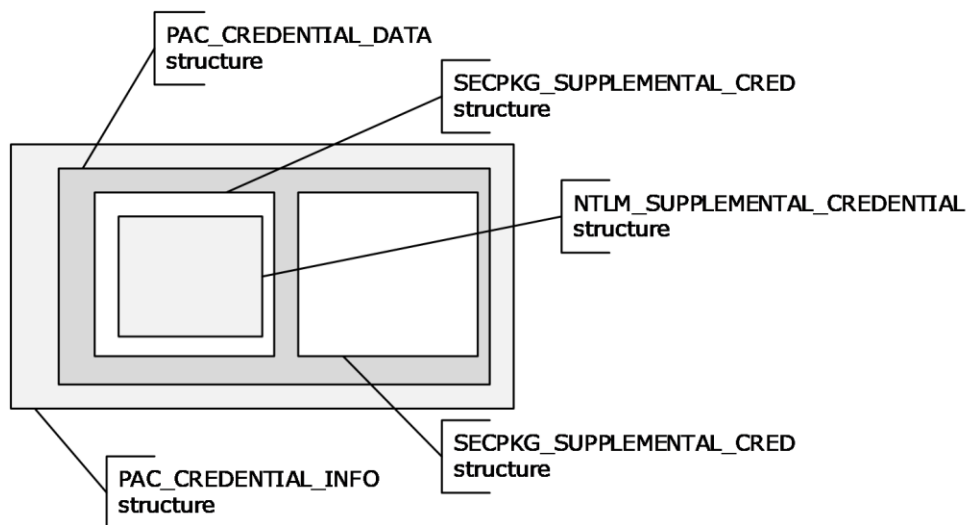 PAC_CREDENTIAL_DATA
structure
SECPKG_SUPPLEMENTAL_CRED
structure
NTLM_SUPPLEMENTAL_CREDENTIAL
structure
SECPKG_SUPPLEMENTAL_CRED
structure
PAC_CREDENTIAL_INFO
structure